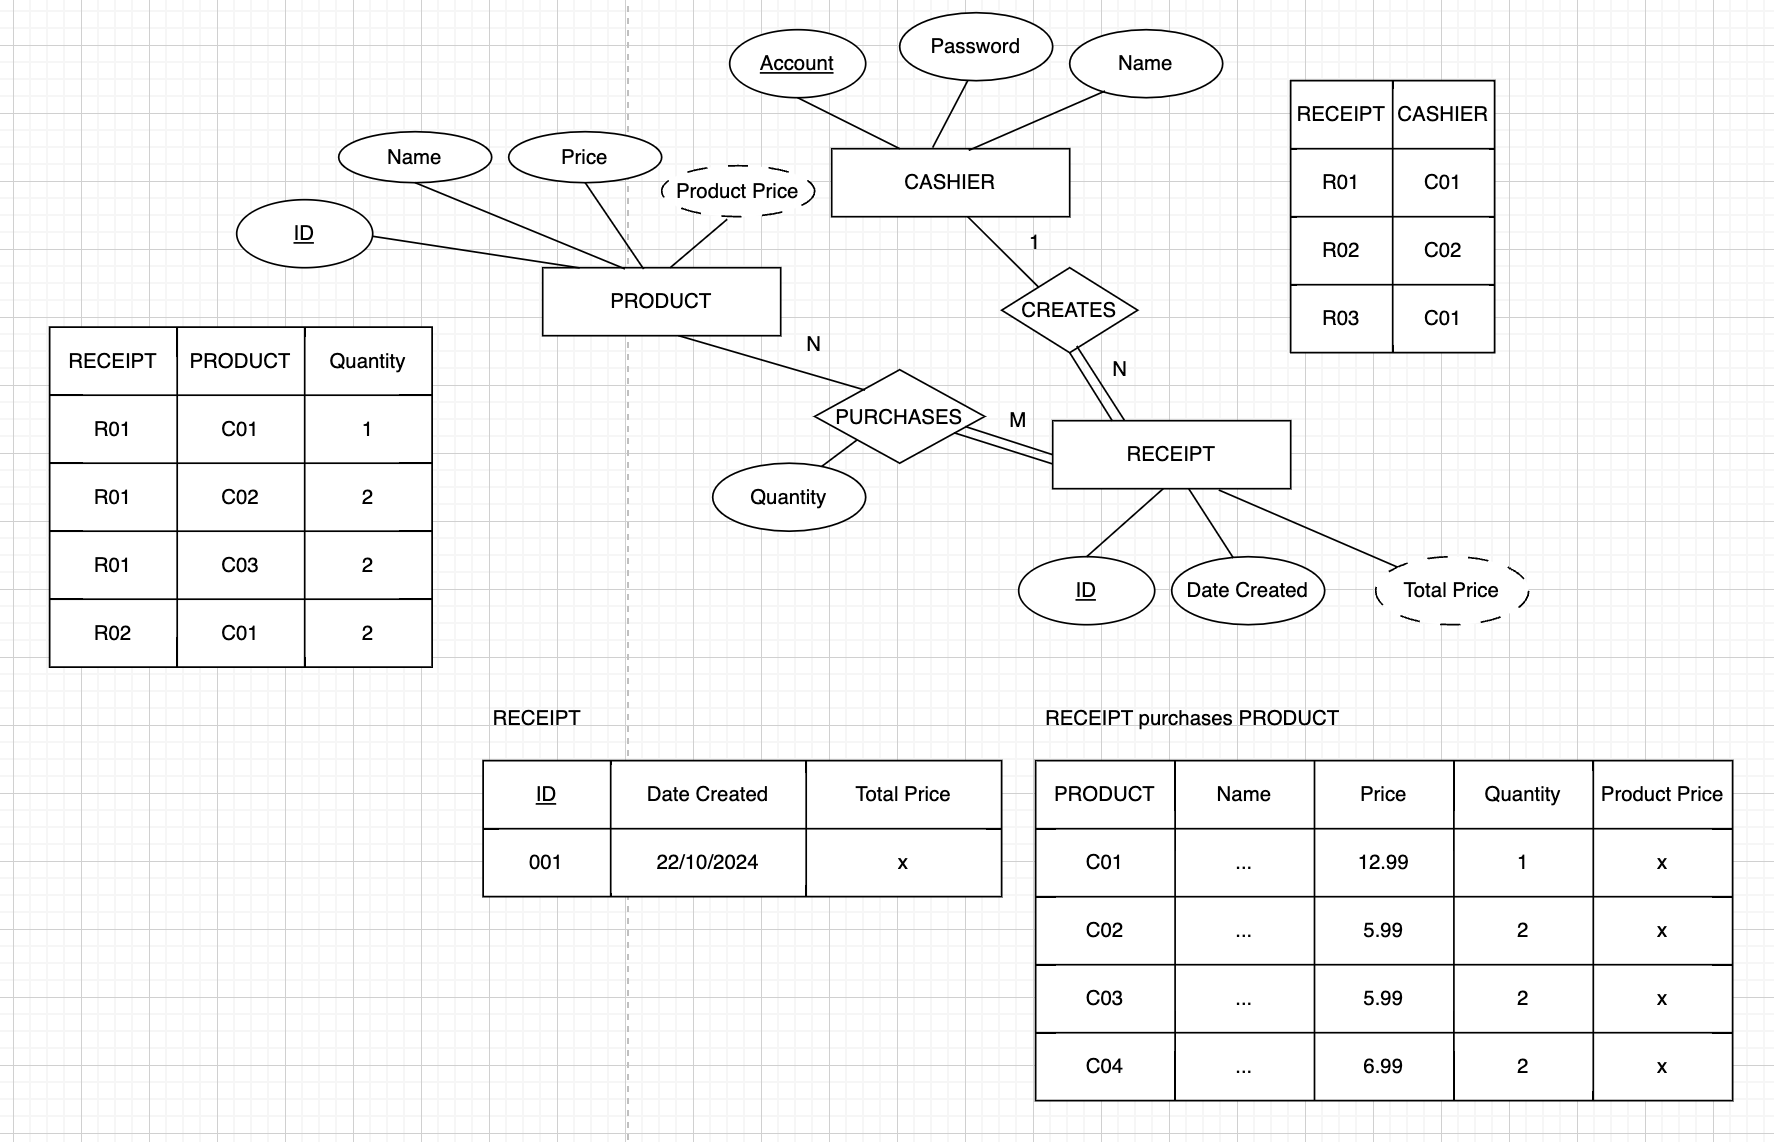 Account
Password
Name
Name
Price
Product Price
ID
CASHIER
PRODUCT
1
CREATES
N
N
PURCHASES
M
RECEIPT
Quantity
ID
Date Created
Total Price
RECEIPT CASHIER
R01 C01
R02 C02
R03 C01
RECEIPT PRODUCT Quantity
R01 C01 1
R01 C02 2
R01 C03 2
R02 C01 2
RECEIPT
ID Date Created Total Price
001 22/10/2024 x
RECEIPT purchases PRODUCT
PRODUCT Name Price Quantity Product Price
C01 ... 12.99 1 x
C02 ... 5.99 2 x
C03 ... 5.99 2 x
C04 ... 6.99 2 x